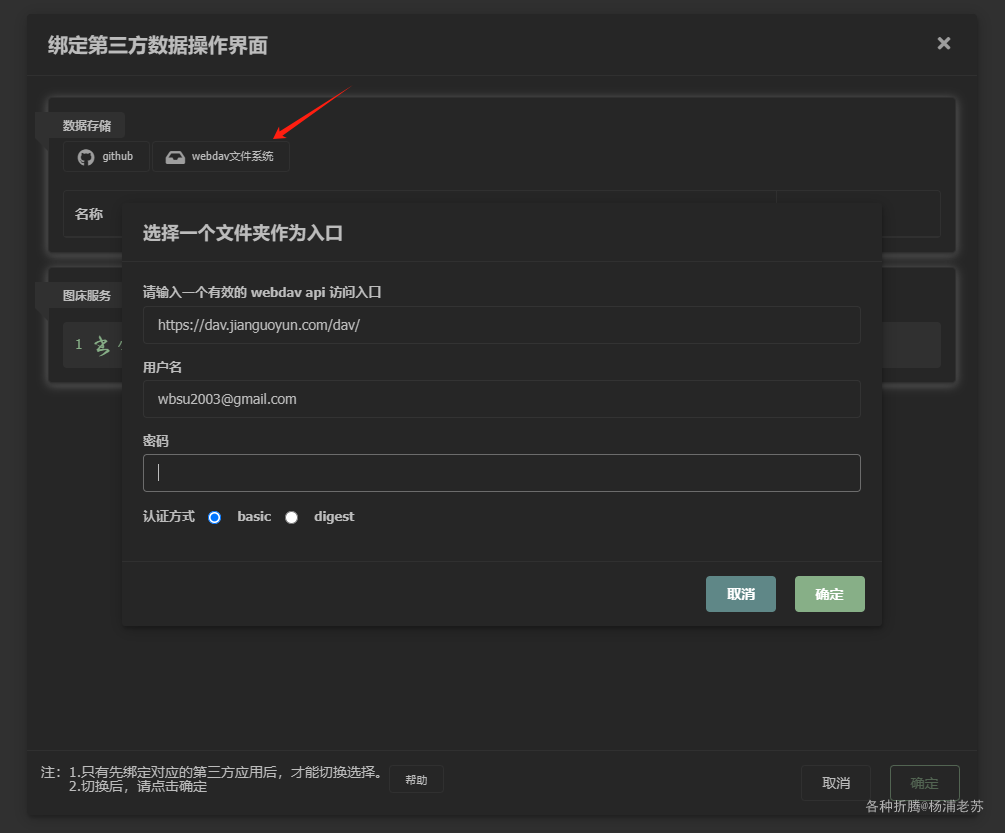 绑定第三方数据操作界面
数据存储
github
webdav文件系统
名称
选择一个文件夹作为入口
请输入一个有效的 webdav api 访问入口
https://dav.jianguoyun.com/dav/
图床服务
1
用户名
wbsu2003@gmail.com
密码
认证方式 basic digest
取消
确定
注：1.只有先绑定对应的第三方应用后，才能切换选择。
帮助
2.切换后，请点击确定
取消
确定
各种折腾@杨浦老苏